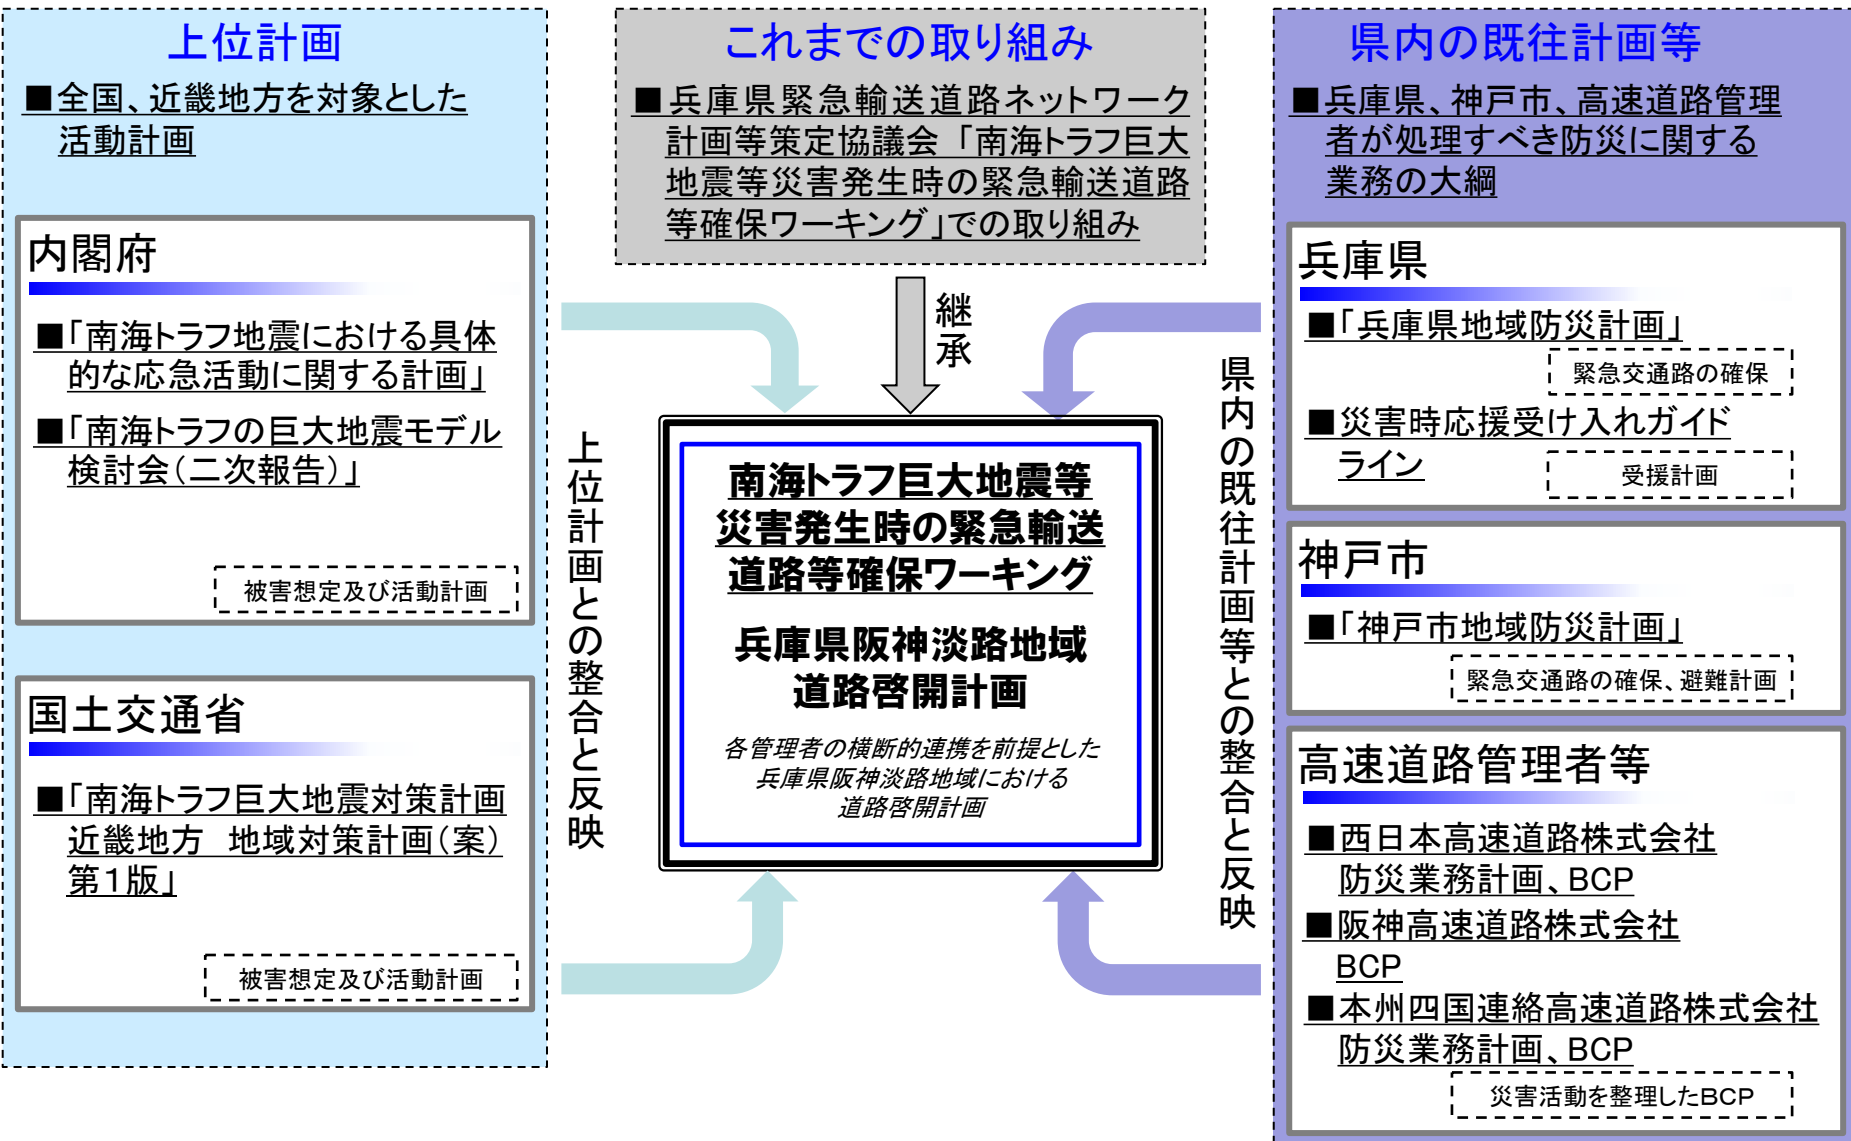 上位計画
■全国、近畿地方を対象とした
活動計画
内閣府
■「南海トラフ地震における具体
的な応急活動に関する計画」
■「南海トラフの巨大地震モデル
検討会（二次報告）」
被害想定及び活動計画
国土交通省
■「南海トラフ巨大地震対策計画
近畿地方　地域対策計画（案）
第１版」
被害想定及び活動計画
上位計画との整合と反映
これまでの取り組み
■兵庫県緊急輸送道路ネットワーク
計画等策定協議会 「南海トラフ巨大
地震等災害発生時の緊急輸送道路
等確保ワーキング」での取り組み
継承
南海トラフ巨大地震等
災害発生時の緊急輸送
道路等確保ワーキング
兵庫県阪神淡路地域
道路啓開計画
各管理者の横断的連携を前提とした
兵庫県阪神淡路地域における
道路啓開計画
県内の既往計画等との整合と反映
県内の既往計画等
■兵庫県、神戸市、高速道路管理
者が処理すべき防災に関する
業務の大綱
兵庫県
■「兵庫県地域防災計画」
緊急交通路の確保
■災害時応援受け入れガイド
ライン
受援計画
神戸市
■「神戸市地域防災計画」
緊急交通路の確保、避難計画
高速道路管理者等
■西日本高速道路株式会社
防災業務計画、BCP
■阪神高速道路株式会社
BCP
■本州四国連絡高速道路株式会社
防災業務計画、BCP
災害活動を整理したBCP